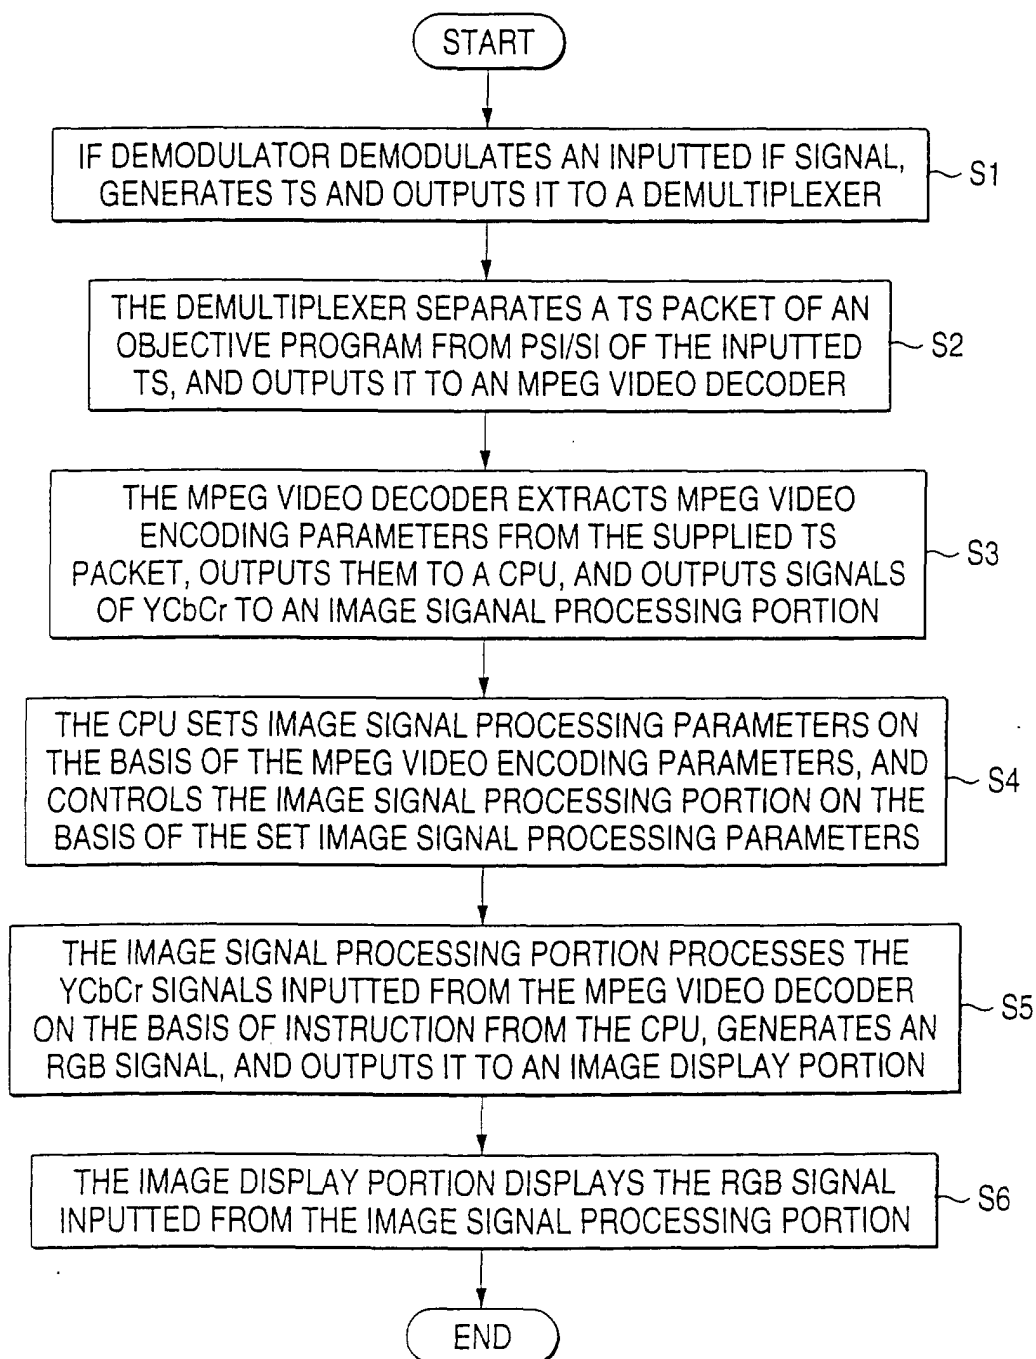 START
IF DEMODULATOR DEMODULATES AN INPUTTED IF SIGNAL,
GENERATES TS AND OUTPUTS IT TO A DEMULTIPLEXER
S1
THE DEMULTIPLEXER SEPARATES A TS PACKET OF AN
OBJECTIVE PROGRAM FROM PSI/SI OF THE INPUTTED
TS, AND OUTPUTS IT TO AN MPEG VIDEO DECODER
S2
THE MPEG VIDEO DECODER EXTRACTS MPEG VIDEO
ENCODING PARAMETERS FROM THE SUPPLIED TS
PACKET, OUTPUTS THEM TO A CPU, AND OUTPUTS SIGNALS
OF YCbCr TO AN IMAGE SIGANAL PROCESSING PORTION
S3
THE CPU SETS IMAGE SIGNAL PROCESSING PARAMETERS ON
THE BASIS OF THE MPEG VIDEO ENCODING PARAMETERS, AND
CONTROLS THE IMAGE SIGNAL PROCESSING PORTION ON THE
BASIS OF THE SET IMAGE SIGNAL PROCESSING PARAMETERS
S4
THE IMAGE SIGNAL PROCESSING PORTION PROCESSES THE
YCbCr SIGNALS INPUTTED FROM THE MPEG VIDEO DECODER
ON THE BASIS OF INSTRUCTION FROM THE CPU, GENERATES AN
RGB SIGNAL, AND OUTPUTS IT TO AN IMAGE DISPLAY PORTION
S5
THE IMAGE DISPLAY PORTION DISPLAYS THE RGB SIGNAL
INPUTTED FROM THE IMAGE SIGNAL PROCESSING PORTION
S6
END